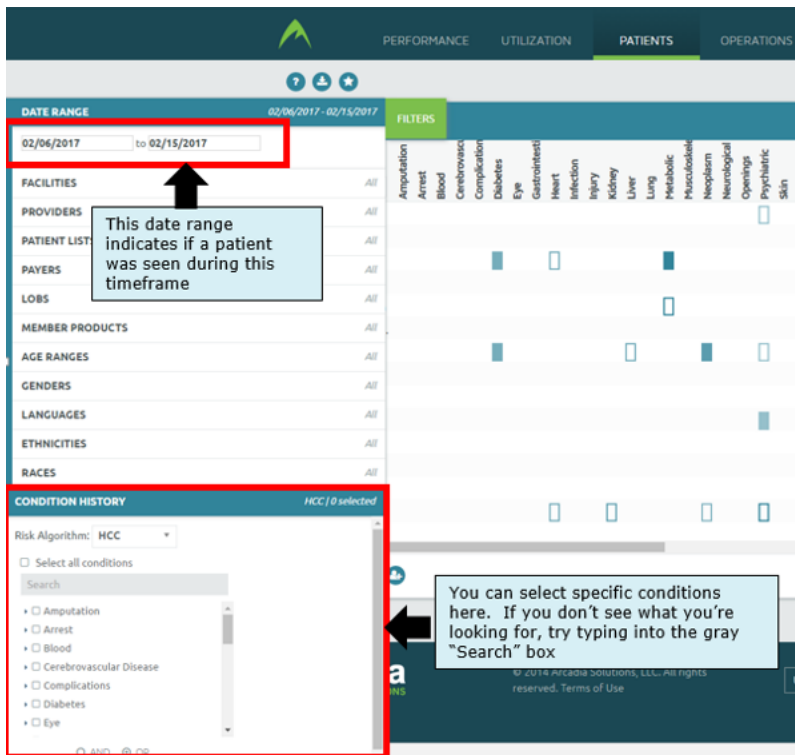 PERFORMANCE UTILIZATION PATIENTS OPERATIONS
?
DATE RANGE 02/06/2017 - 02/15/2017
02/06/2017 to 02/15/2017
FACILITIES All
PROVIDERS All
PATIENT LISTS All
PAYERS All
LOBS All
MEMBER PRODUCTS All
AGE RANGES All
GENDERS All
LANGUAGES All
ETHNICITIES All
RACES All
This date range
indicates if a patient
was seen during this
timeframe
CONDITION HISTORY HCC | 0 selected
Risk Algorithm: HCC
Select all conditions
Search
Amputation
Arrest
Blood
Cerebrovascular Disease
Complications
Diabetes
Eye
AND OR
FILTERS
Amputation
Arrest
Blood
Cerebrovascu
Complication
Diabetes
Eye
Gastrointesti
Heart
Infection
Injury
Kidney
Liver
Lung
Metabolic
Musculoskele
Neoplasm
Neurological
Openings
Psychiatric
Skin
You can select specific conditions
here. If you don't see what you're
looking for, try typing into the gray
"Search" box
a
© 2014 Arcadia Solutions, LLC. All rights
reserved. Terms of Use